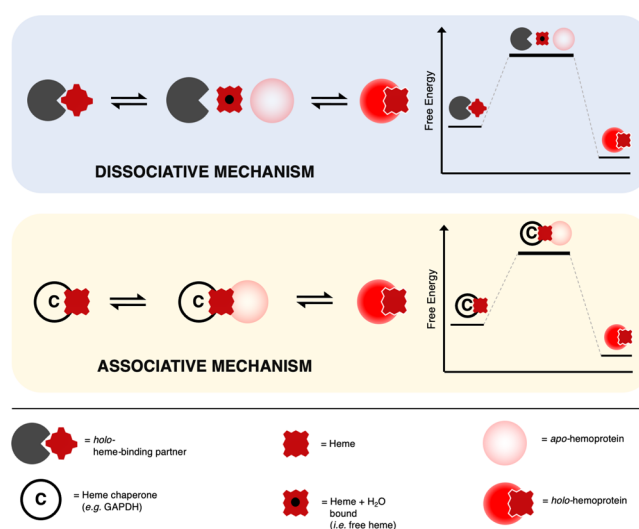 Free Energy
DISSOCIATIVE MECHANISM
C
Free Energy
C
C
C
ASSOCIATIVE MECHANISM
= holo-
heme-binding partner
= Heme
= apo-hemoprotein
C
= Heme chaperone
(e.g. GAPDH)
= Heme + H₂O
bound
(i.e. free heme)
= holo-hemoprotein